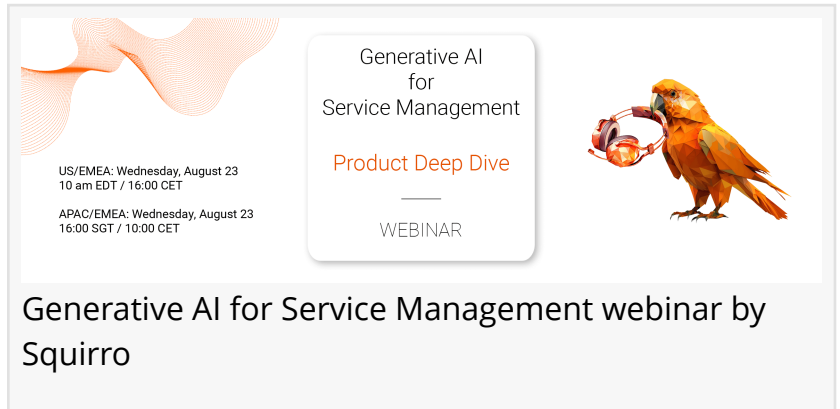 Generative AI
for
Service Management
Product Deep Dive
WEBINAR
US/EMEA: Wednesday, August 23
10 am EDT / 16:00 CET
APAC/EMEA: Wednesday, August 23
16:00 SGT / 10:00 CET
Generative AI for Service Management webinar by
Squirro